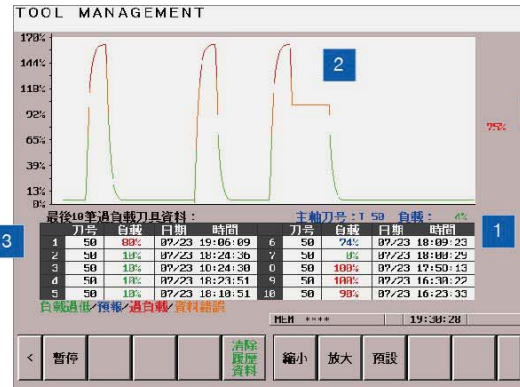 TOOL MANAGEMENT
170%
144%
118%
92%
65%
39%
13%
0%
2
75%
最後10筆過負載刀具資料：
主軸刀号：T 50 負載： 4%
刀号 負載 日期 時間 刀号 負載 日期 時間
1 50 80% 07/23 19:06:09 6 50 74% 07/23 18:09:23
2 50 10% 07/23 18:24:36 7 50 0% 07/23 18:00:29
3 50 10% 07/23 18:24:30 8 50 100% 07/23 17:50:13
4 50 10% 07/23 18:23:51 9 50 100% 07/23 16:30:22
5 50 10% 07/23 18:18:51 10 50 90% 07/23 16:23:33
3
1
負載過低/預報/過負載/資料錯誤
MEM **** 19:30:28
< 暫停 清除履歷資料 縮小 放大 預設